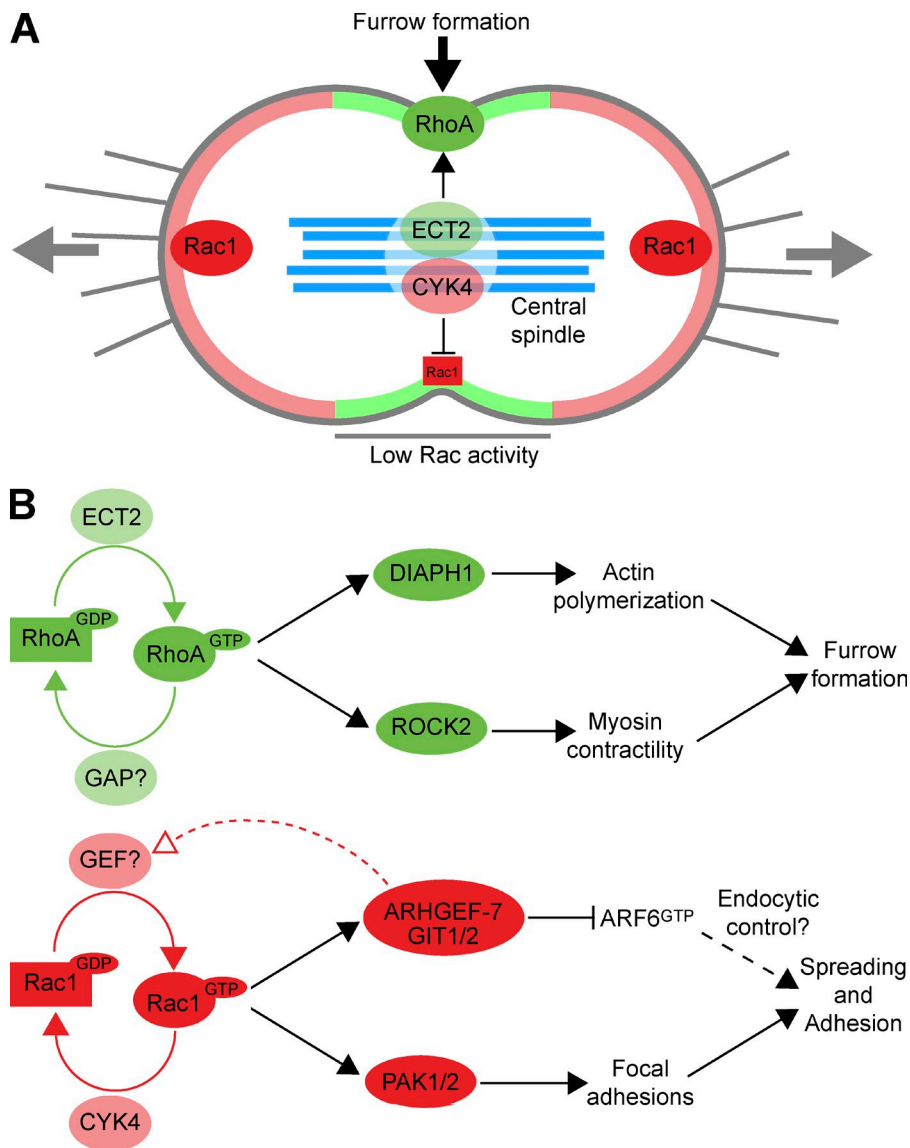 A
Furrow formation
RhoA
Rac1
ECT2
Rac1
CYK4
Central
spindle
Rac1
Low Rac activity
B
ECT2
DIAPH1
Actin
polymerization
GDP
RhoA
GTP
RhoA
Furrow
formation
ROCK2
Myosin
contractility
GAP?
GEF?
ARHGEF-7
GIT1/2
ARF6GTP
Endocytic
control?
GDP
Rac1
GTP
Rac1
Spreading
and
Adhesion
PAK1/2
Focal
adhesions
CYK4